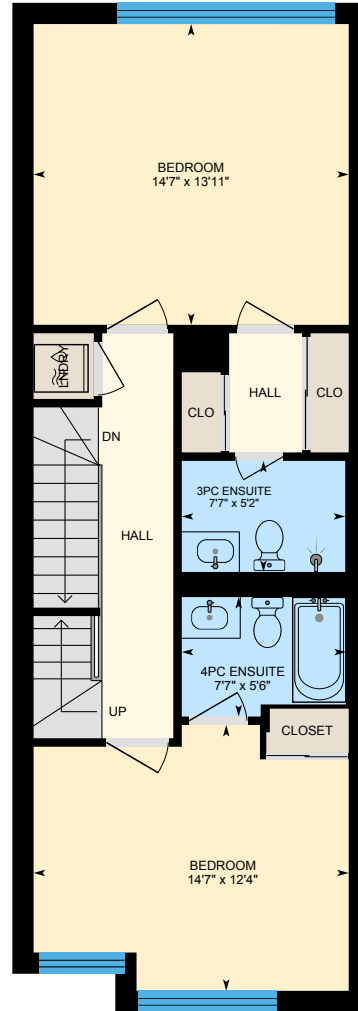 BEDROOM
14'7" x 13'11"
LNDRY
CLO
HALL
CLO
DN
3PC ENSUITE
7'7" x 5'2"
HALL
4PC ENSUITE
7'7" x 5'6"
UP
CLOSET
BEDROOM
14'7" x 12'4"